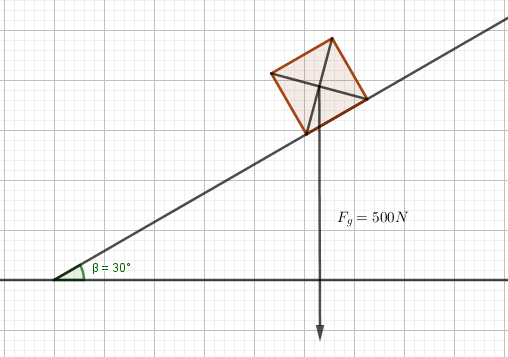 F_g = 500N
β = 30°